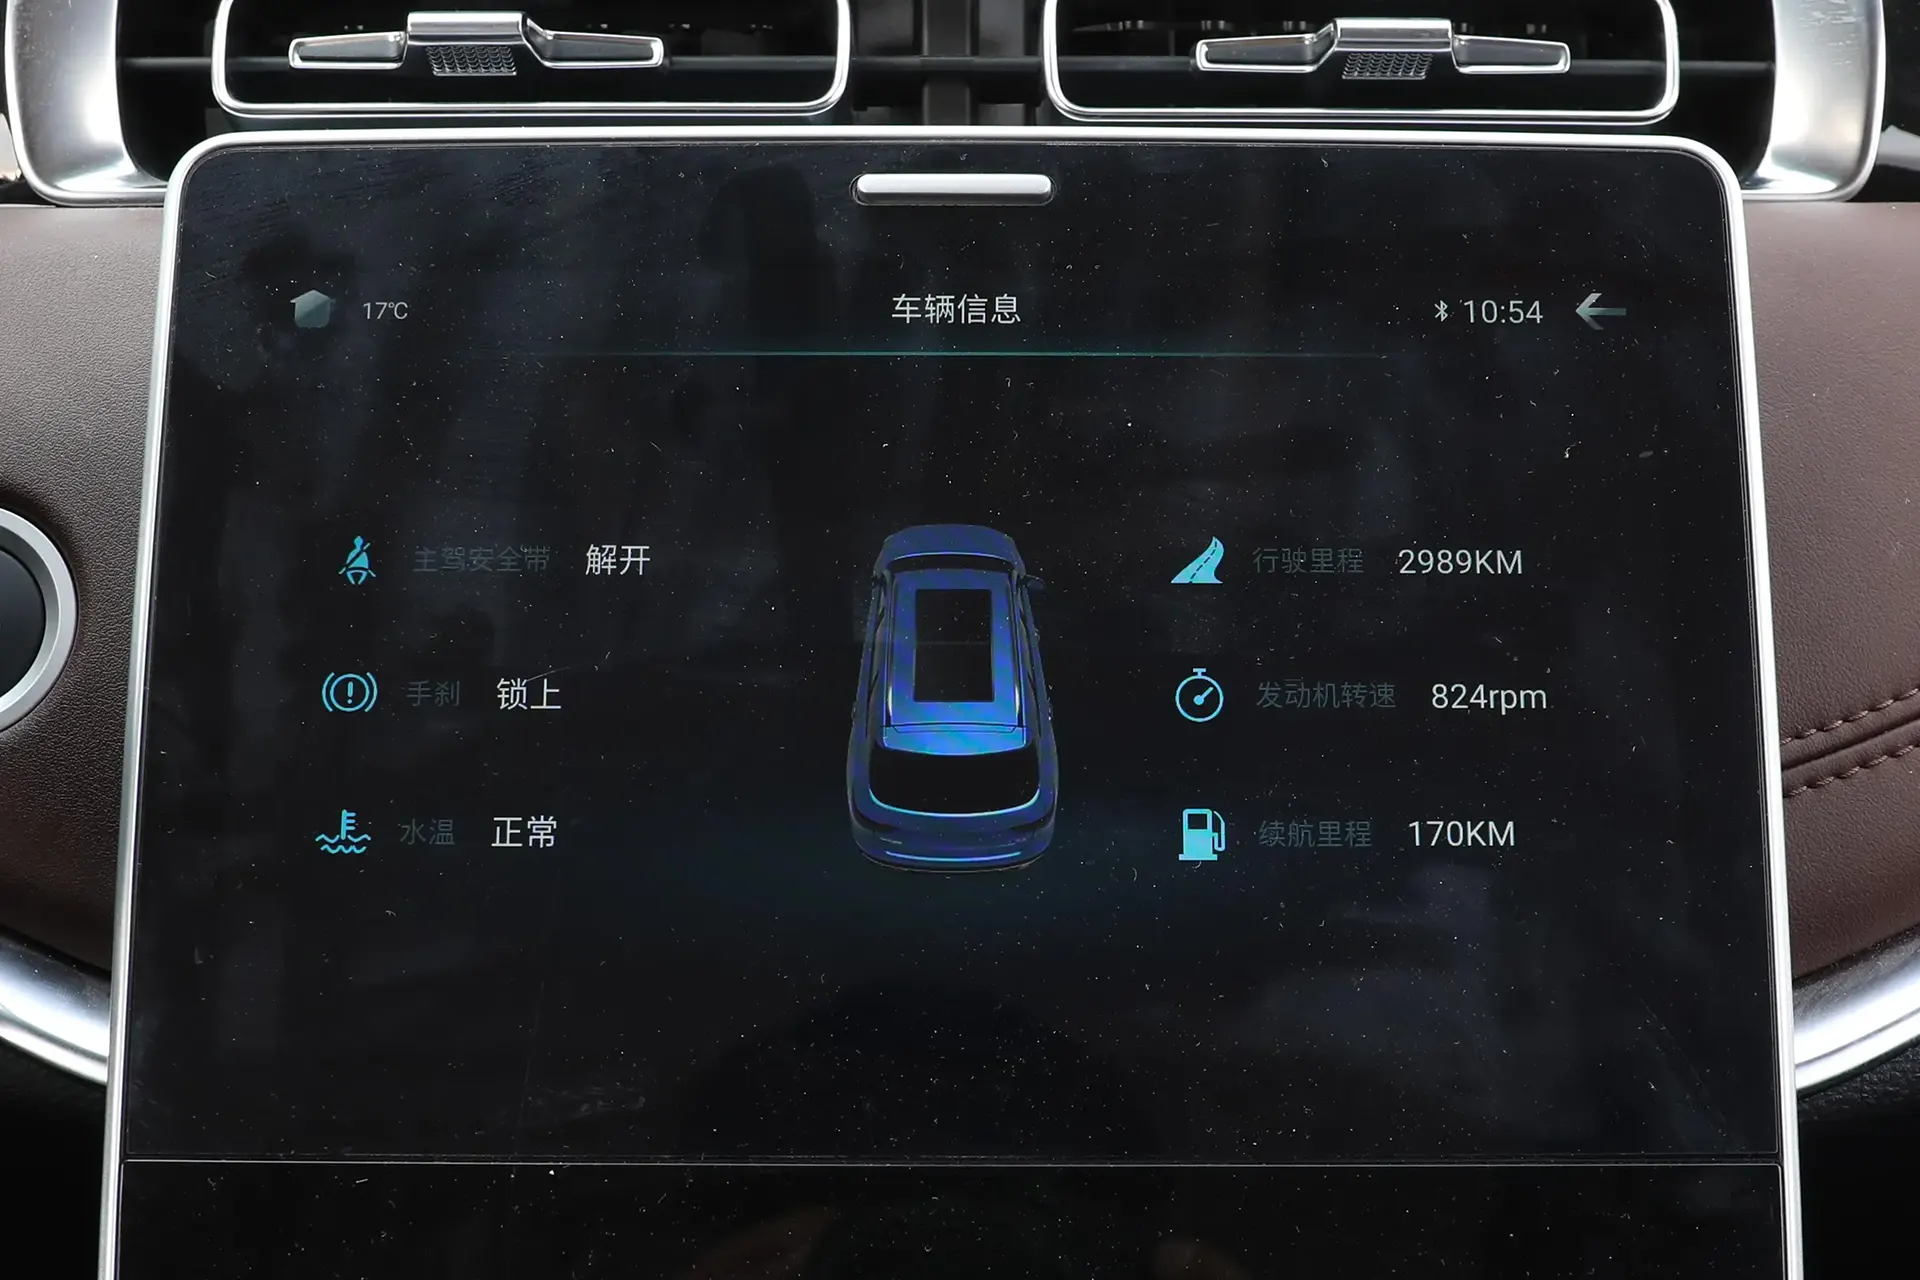 17℃
车辆信息
10:54
主驾安全带 解开
手刹 锁上
水温 正常
行驶里程 2989KM
发动机转速 824rpm
续航里程 170KM